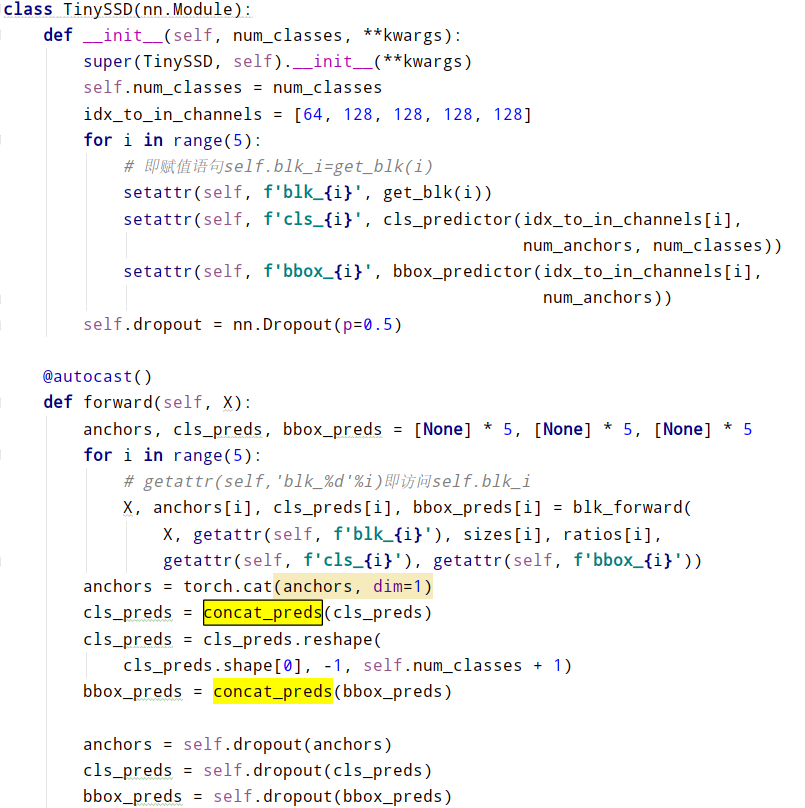 class TinySSD(nn.Module):
    def __init__(self, num_classes, **kwargs):
        super(TinySSD, self).__init__(**kwargs)
        self.num_classes = num_classes
        idx_to_in_channels = [64, 128, 128, 128, 128]
        for i in range(5):
            # 即赋值语句self.blk_i=get_blk(i)
            setattr(self, f'blk_{i}', get_blk(i))
            setattr(self, f'cls_{i}', cls_predictor(idx_to_in_channels[i],
                                                    num_anchors, num_classes))
            setattr(self, f'bbox_{i}', bbox_predictor(idx_to_in_channels[i],
                                                      num_anchors))
        self.dropout = nn.Dropout(p=0.5)

    @autocast()
    def forward(self, X):
        anchors, cls_preds, bbox_preds = [None] * 5, [None] * 5, [None] * 5
        for i in range(5):
            # getattr(self,'blk_%d'%i)即访问self.blk_i
            X, anchors[i], cls_preds[i], bbox_preds[i] = blk_forward(
                X, getattr(self, f'blk_{i}'), sizes[i], ratios[i],
                getattr(self, f'cls_{i}'), getattr(self, f'bbox_{i}'))
        anchors = torch.cat(anchors, dim=1)
        cls_preds = concat_preds(cls_preds)
        cls_preds = cls_preds.reshape(
            cls_preds.shape[0], -1, self.num_classes + 1)
        bbox_preds = concat_preds(bbox_preds)

        anchors = self.dropout(anchors)
        cls_preds = self.dropout(cls_preds)
        bbox_preds = self.dropout(bbox_preds)